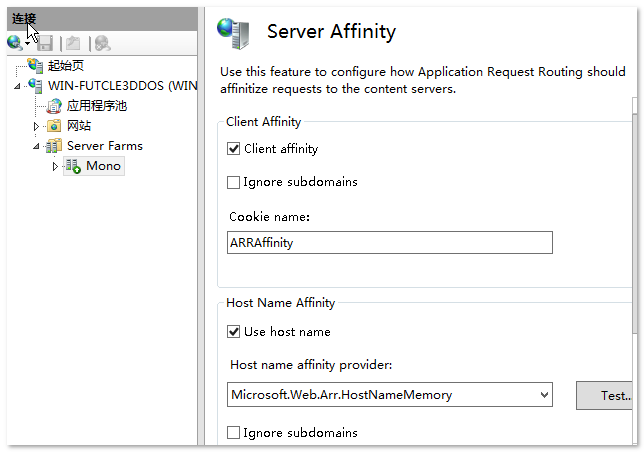 连接
起始页
WIN-FUTCLE3DDOS (WIN
应用程序池
网站
Server Farms
Mono
Server Affinity
Use this feature to configure how Application Request Routing should
affinitize requests to the content servers.
Client Affinity
Client affinity
Ignore subdomains
Cookie name:
ARRAffinity
Host Name Affinity
Use host name
Host name affinity provider:
Microsoft.Web.Arr.HostNameMemory
Test...
Ignore subdomains